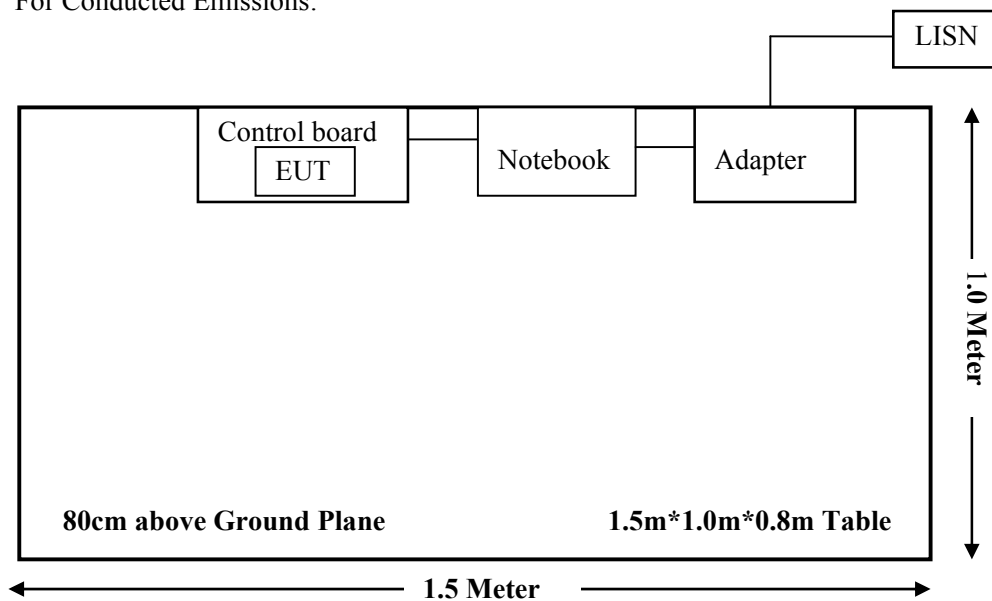 For Conducted Emissions:
LISN
Control board
EUT
Notebook
Adapter
1.0 Meter
80cm above Ground Plane
1.5m*1.0m*0.8m Table
1.5 Meter